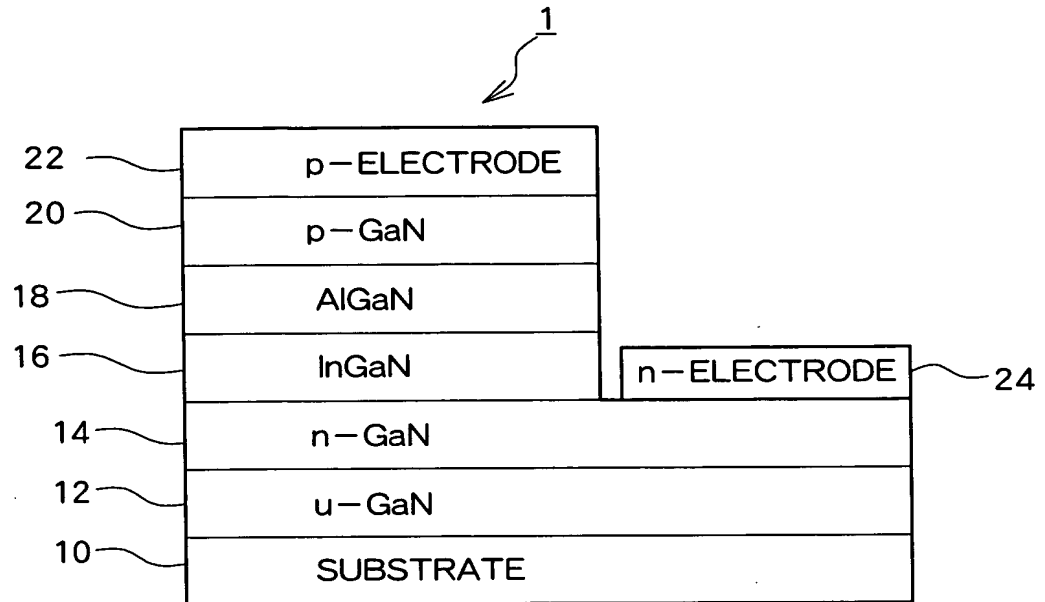 1
22 p-ELECTRODE
20 p-GaN
18 AlGaN
16 InGaN
n-ELECTRODE 24
14 n-GaN
12 u-GaN
10 SUBSTRATE